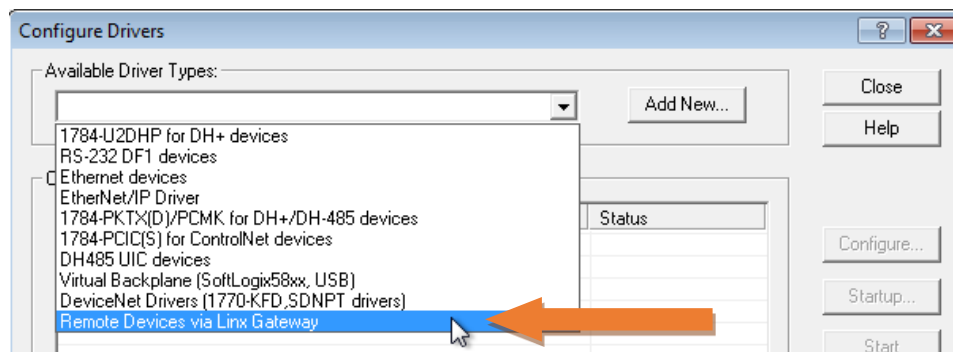 Configure Drivers
Available Driver Types:
Add New...
Close
Help
1784-U2DHP for DH+ devices
RS-232 DF1 devices
Ethernet devices
EtherNet/IP Driver
1784-PKTX(D)/PCMK for DH+/DH-485 devices
1784-PCIC(S) for ControlNet devices
DH485 UIC devices
Virtual Backplane (SoftLogix58xx, USB)
DeviceNet Drivers (1770-KFD,SDNPT drivers)
Remote Devices via Linx Gateway
Status
Configure...
Startup...
Start